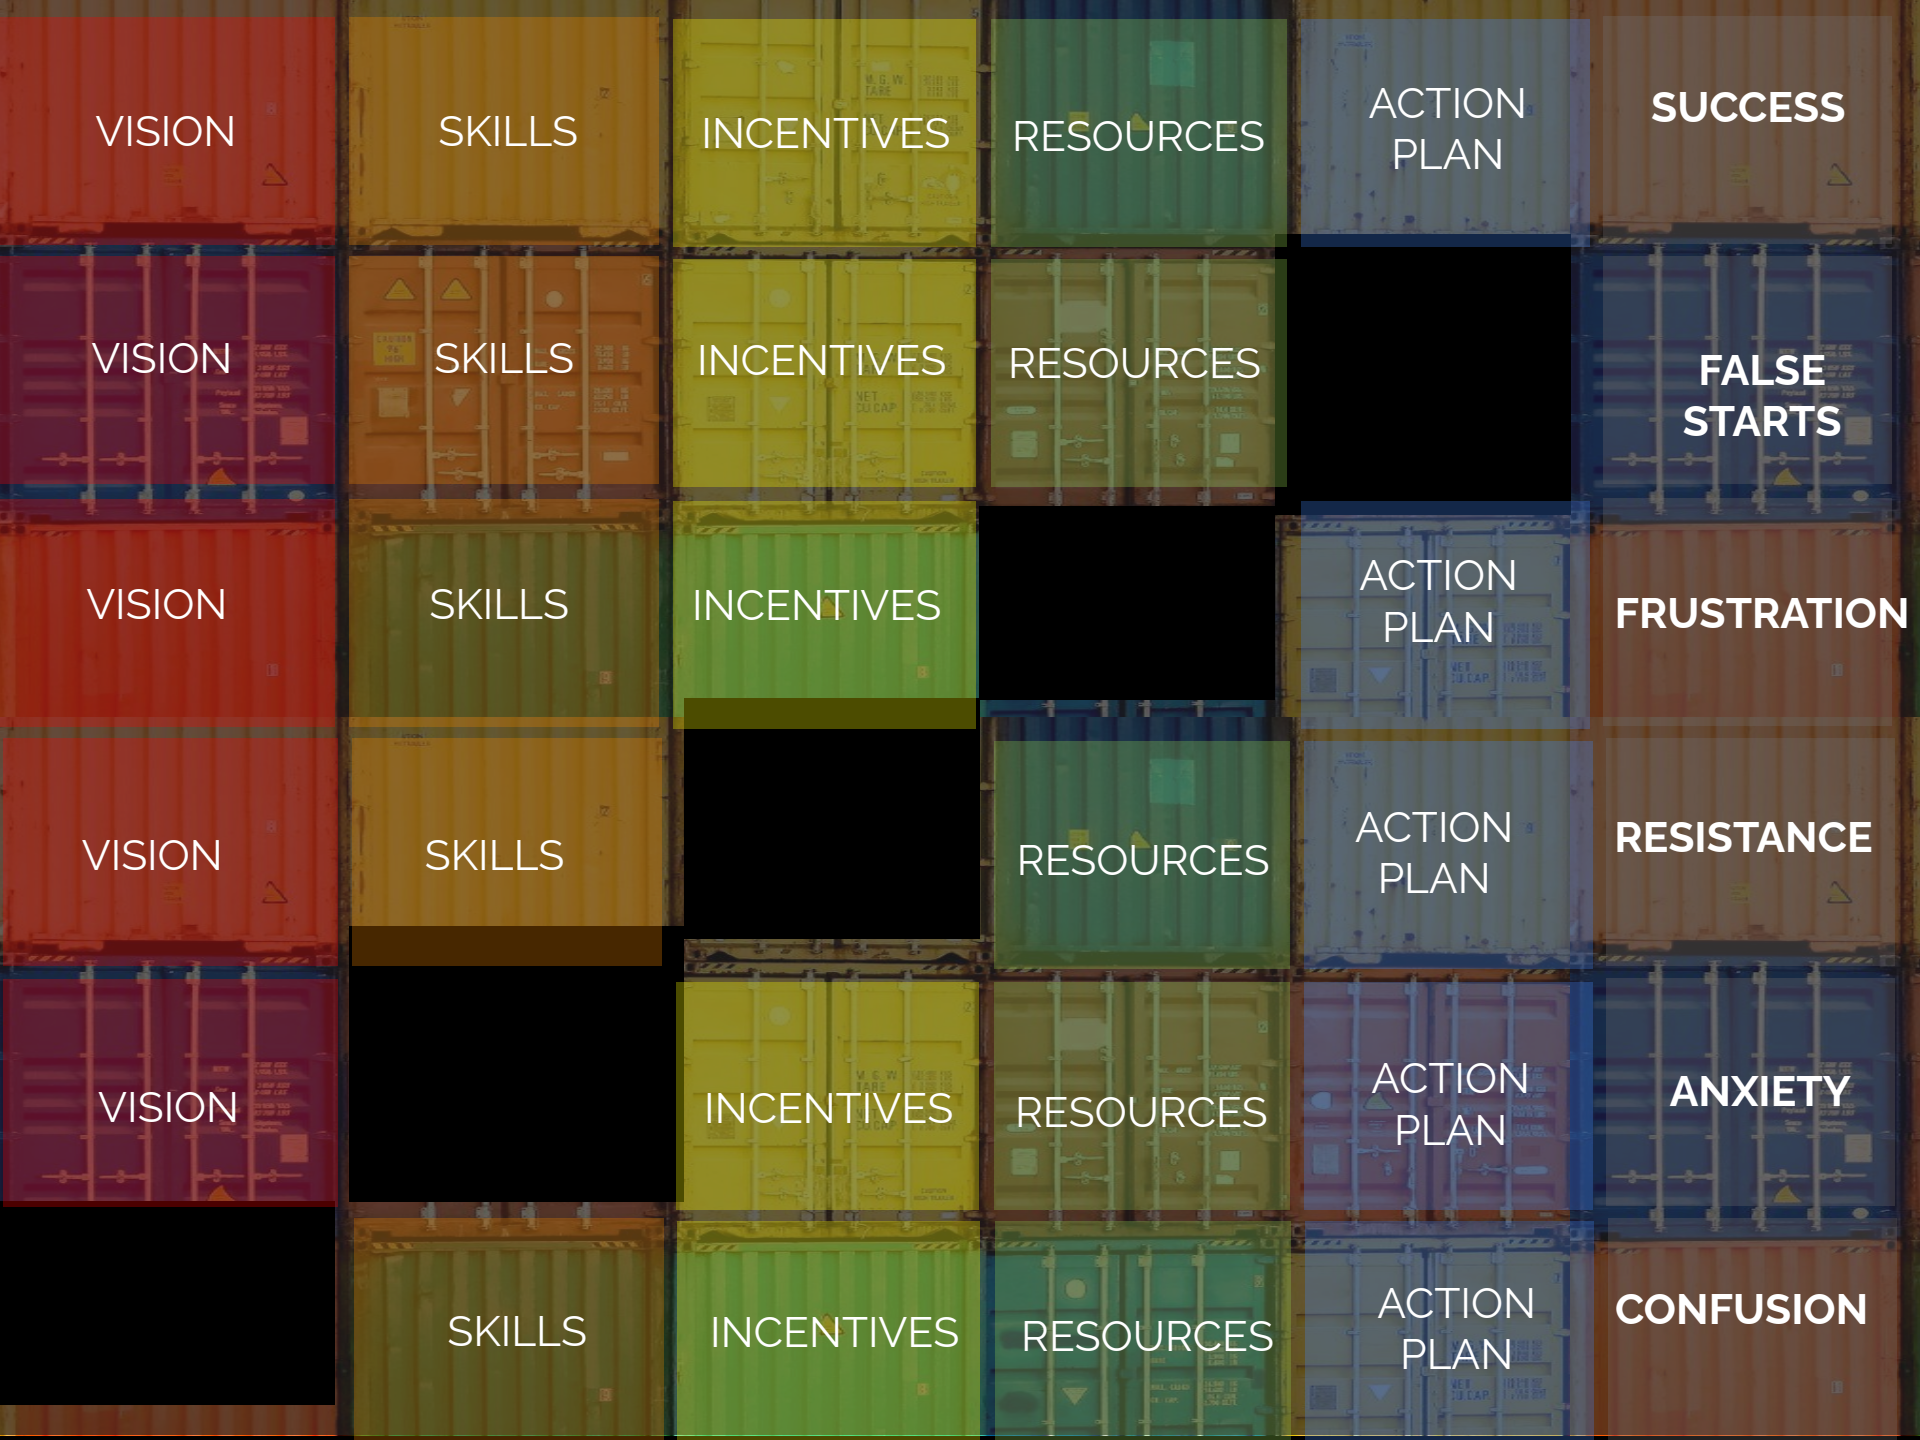 VISION
SKILLS
INCENTIVES
RESOURCES
ACTION
PLAN
SUCCESS
VISION
SKILLS
INCENTIVES
RESOURCES
FALSE
STARTS
VISION
SKILLS
INCENTIVES
ACTION
PLAN
FRUSTRATION
VISION
SKILLS
RESOURCES
ACTION
PLAN
RESISTANCE
VISION
INCENTIVES
RESOURCES
ACTION
PLAN
ANXIETY
SKILLS
INCENTIVES
RESOURCES
ACTION
PLAN
CONFUSION